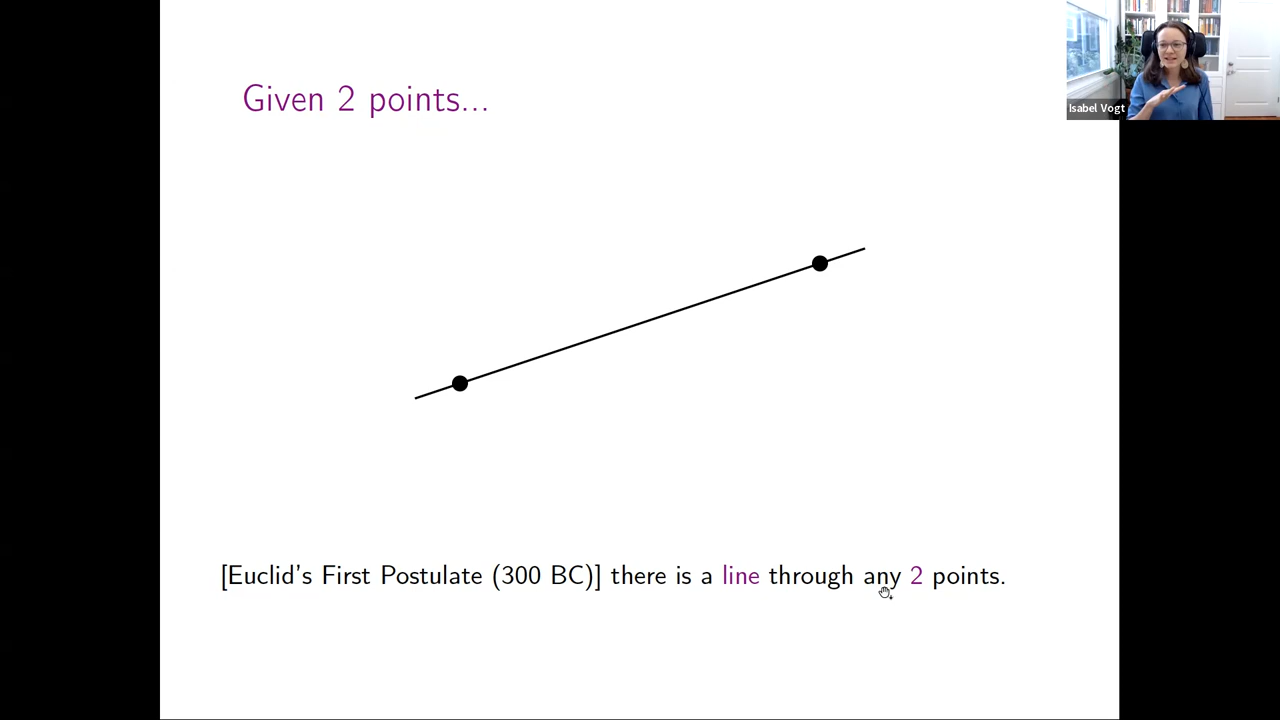 Given 2 points...
Isabel Vogt
[Euclid's First Postulate (300 BC)] there is a line through any 2 points.